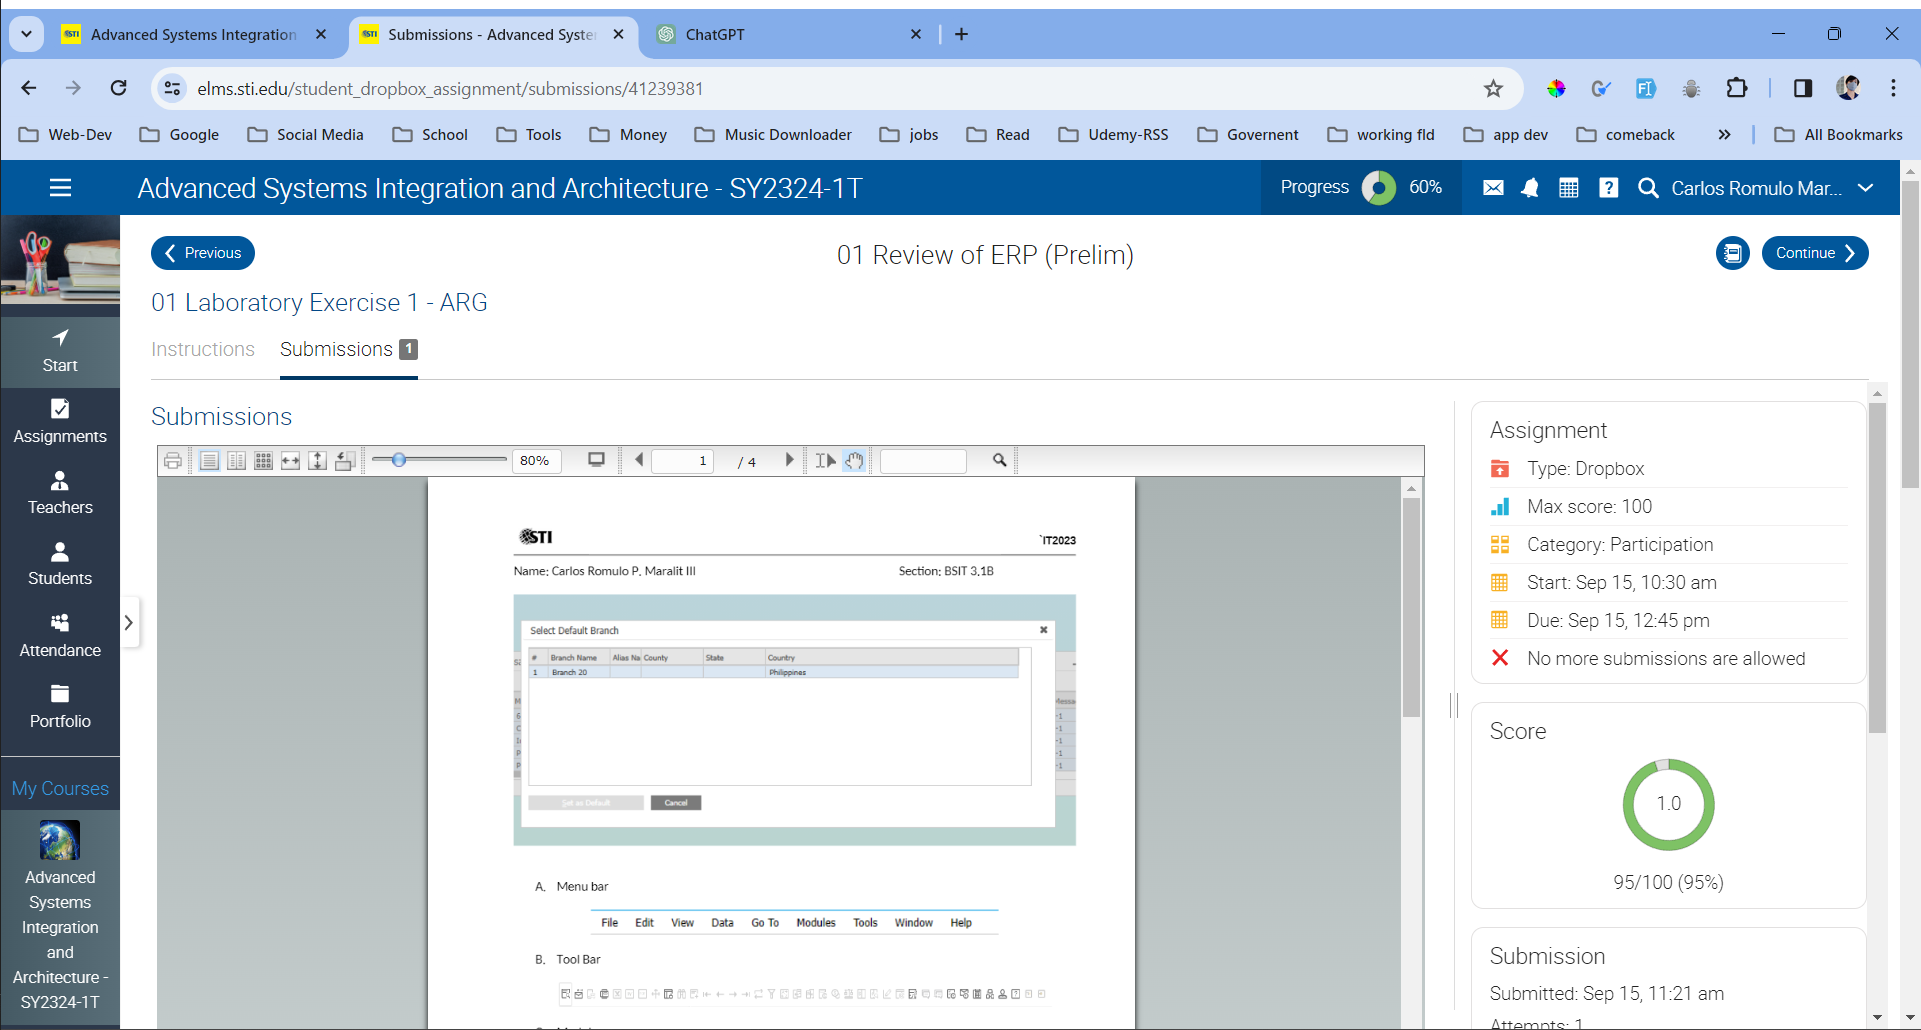 Advanced Systems Integration
Submissions - Advanced Syste
ChatGPT
elms.sti.edu/student_dropbox_assignment/submissions/41239381
Web-Dev
Google
Social Media
School
Tools
Money
Music Downloader
jobs
Read
Udemy-RSS
Governent
working fld
app dev
comeback
All Bookmarks
Advanced Systems Integration and Architecture - SY2324-1T
Progress 60%
Carlos Romulo Mar...
Previous
01 Review of ERP (Prelim)
Continue
01 Laboratory Exercise 1 - ARG
Instructions
Submissions 1
Start
Assignments
Teachers
Students
Attendance
Portfolio
My Courses
Advanced
Systems
Integration
and
Architecture -
SY2324-1T
Submissions
80%
1 / 4
STI
`IT2023
Name: Carlos Romulo P. Maralit III
Section: BSIT 3.1B
Select Default Branch
# Branch Name Alias Na County State Country
1 Branch 20 Philippines
Set as Default
Cancel
A. Menu bar
File Edit View Data Go To Modules Tools Window Help
B. Tool Bar
Assignment
Type: Dropbox
Max score: 100
Category: Participation
Start: Sep 15, 10:30 am
Due: Sep 15, 12:45 pm
No more submissions are allowed
Score
1.0
95/100 (95%)
Submission
Submitted: Sep 15, 11:21 am
Attempts: 1